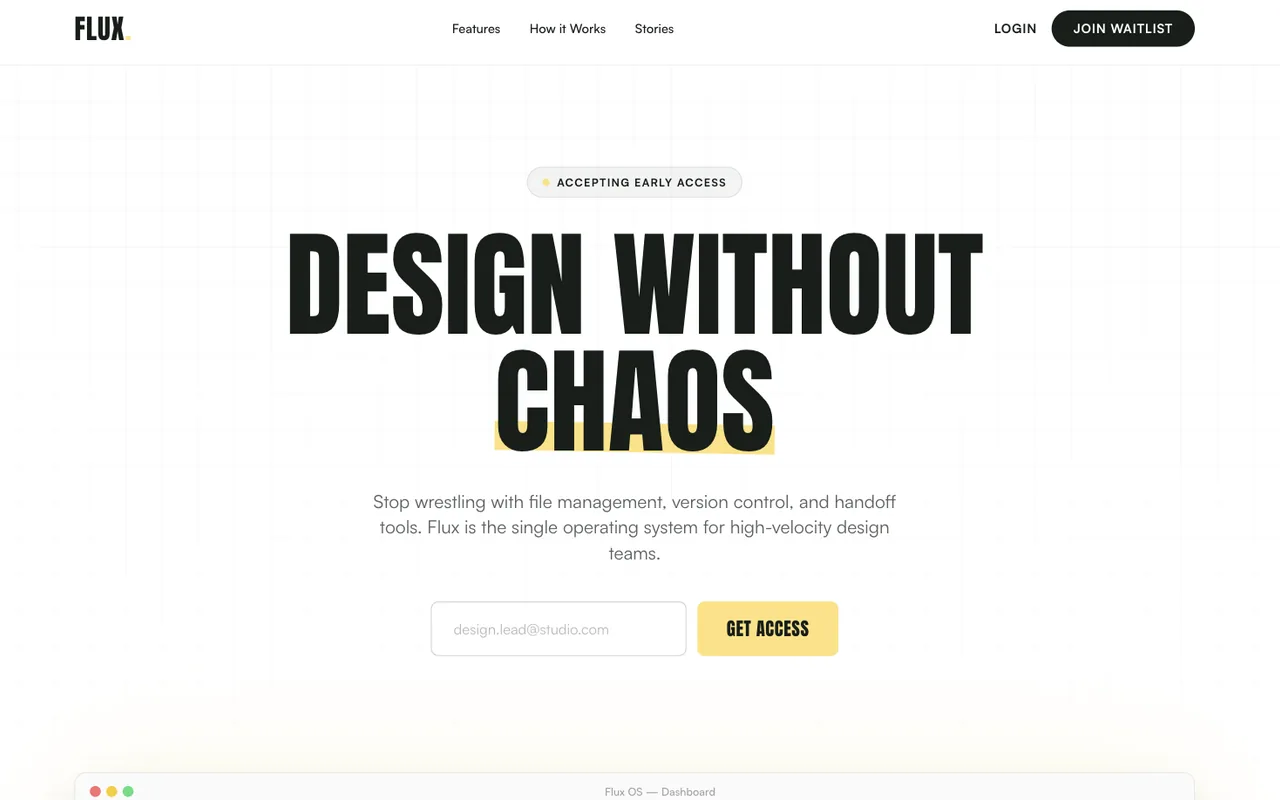 FLUX.
Features
How it Works
Stories
LOGIN
JOIN WAITLIST
ACCEPTING EARLY ACCESS
DESIGN WITHOUT
CHAOS
Stop wrestling with file management, version control, and handoff
tools. Flux is the single operating system for high-velocity design
teams.
design.lead@studio.com
GET ACCESS
Flux OS — Dashboard